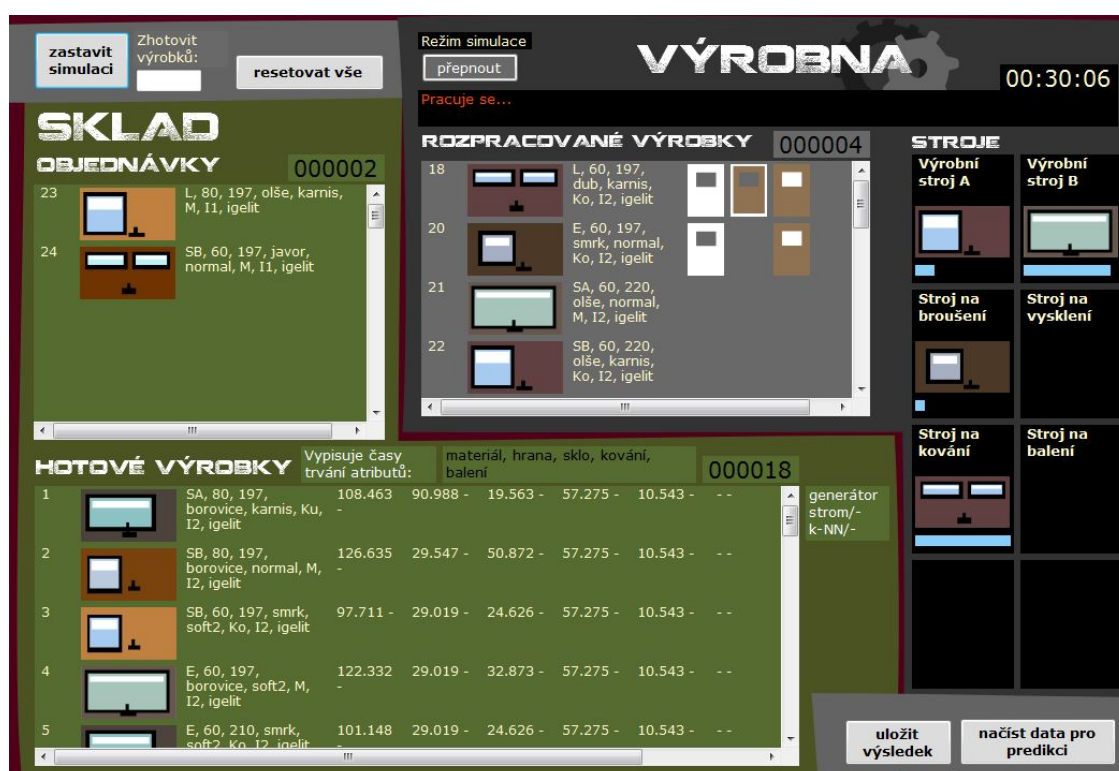 zastavit
simulaci
Zhotovit
výrobků:
resetovat vše
Režim simulace
přepnout
VÝROBNA
00:30:06
Pracuje se...
SKLAD
OBJEDNÁVKY
000002
23
L, 80, 197, olše, karnis,
M, I1, igelit
24
SB, 60, 197, javor,
normal, M, I1, igelit
ROZPRACOVANÉ VÝROBKY
000004
18
L, 60, 197,
dub, karnis,
Ko, I2, igelit
20
E, 60, 197,
smrk, normal,
Ko, I2, igelit
21
SA, 60, 220,
olše, normal,
M, I2, igelit
22
SB, 60, 220,
olše, karnis,
Ko, I2, igelit
STROJE
Výrobní
stroj A
Výrobní
stroj B
Stroj na
broušení
Stroj na
vysklení
Stroj na
kování
Stroj na
balení
HOTOVÉ VÝROBKY
Vypisuje časy
trvání atributů:
materiál, hrana, sklo, kování,
balení
000018
1
SA, 80, 197,
borovice, karnis, Ku,
I2, igelit
108.463 90.988 - 19.563 - 57.275 - 10.543 - - -
-
2
SB, 80, 197,
borovice, normal, M,
I2, igelit
126.635 29.547 - 50.872 - 57.275 - 10.543 - - -
-
3
SB, 60, 197, smrk,
soft2, Ko, I2, igelit
97.711 - 29.019 - 24.626 - 57.275 - 10.543 - - -
4
E, 60, 197,
borovice, soft2, M,
I2, igelit
122.332 29.019 - 32.873 - 57.275 - 10.543 - - -
-
5
E, 60, 210, smrk,
soft2, Ko, I2, igelit
101.148 29.019 - 24.626 - 57.275 - 10.543 - - -
-
generátor
strom/-
k-NN/-
uložit
výsledek
načíst data pro
predikci